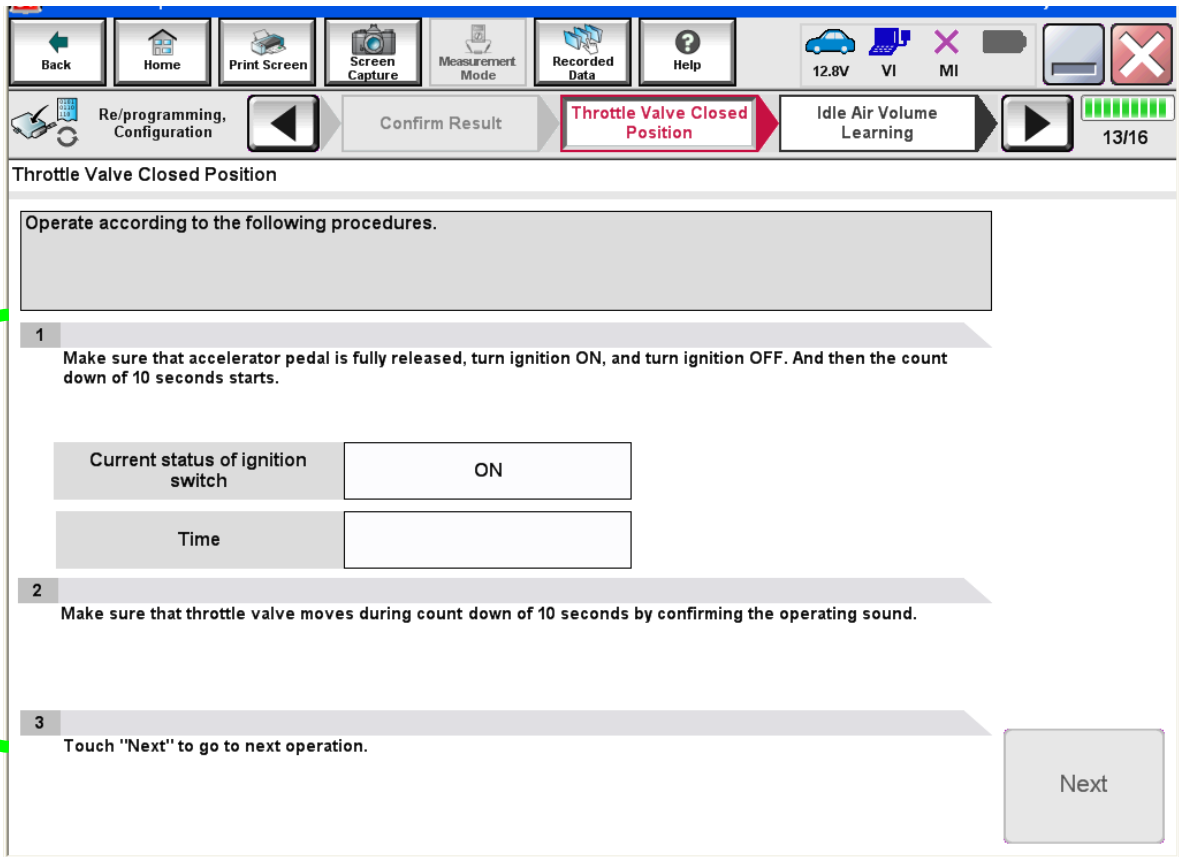 Back
Home
Print Screen
Screen
Capture
Measurement
Mode
Recorded
Data
Help
12.8V
VI
MI
Re/programming,
Configuration
Confirm Result
Throttle Valve Closed
Position
Idle Air Volume
Learning
13/16
Throttle Valve Closed Position
Operate according to the following procedures.
1
Make sure that accelerator pedal is fully released, turn ignition ON, and turn ignition OFF. And then the count
down of 10 seconds starts.
Current status of ignition
switch
ON
Time
2
Make sure that throttle valve moves during count down of 10 seconds by confirming the operating sound.
3
Touch "Next" to go to next operation.
Next